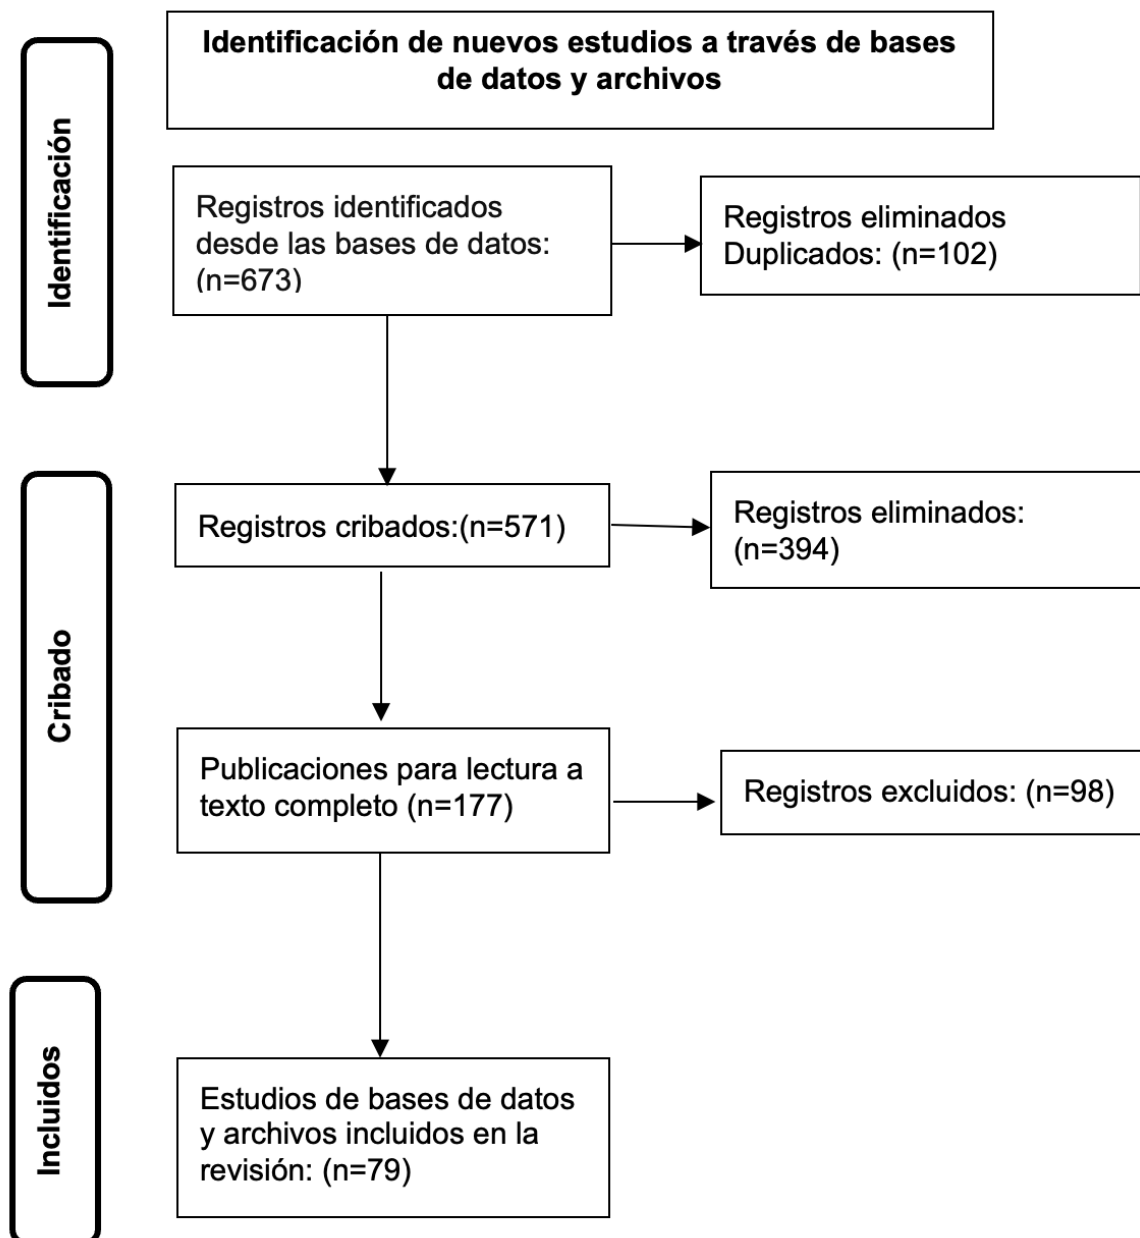 Identificación de nuevos estudios a través de bases
de datos y archivos
Identificación
Registros identificados
desde las bases de datos:
(n=673)
Registros eliminados
Duplicados: (n=102)
Cribado
Registros cribados:(n=571)
Registros eliminados:
(n=394)
Publicaciones para lectura a
texto completo (n=177)
Registros excluidos: (n=98)
Incluidos
Estudios de bases de datos
y archivos incluidos en la
revisión: (n=79)